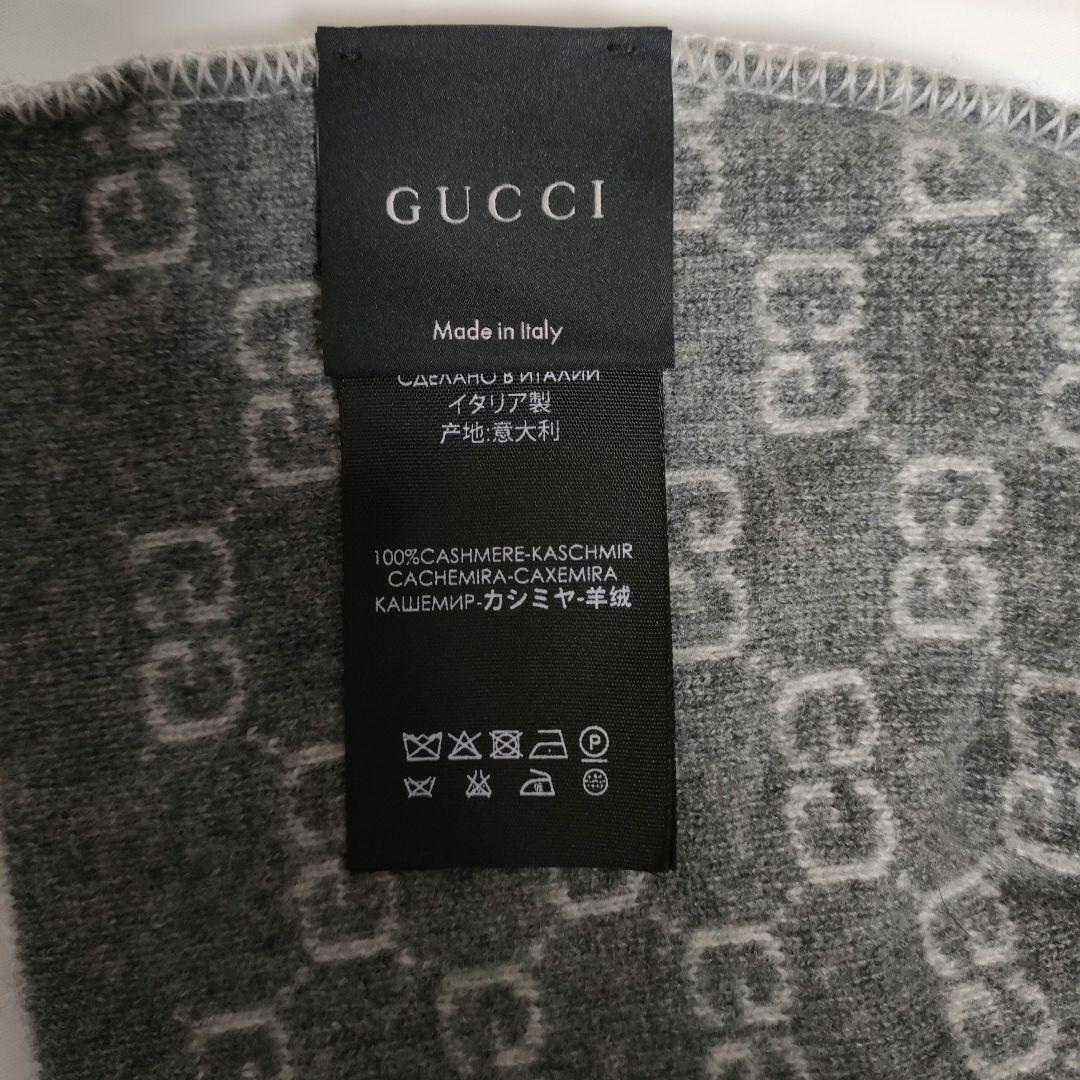 GUCCI
Made in Italy
СДЕЛАНО В ИТАЛИИ
イタリア製
产地:意大利
100%CASHMERE-KASCHMIR
CACHEMIRA-CAXEMIRA
КАШЕМИР-カシミヤ-羊绒
P